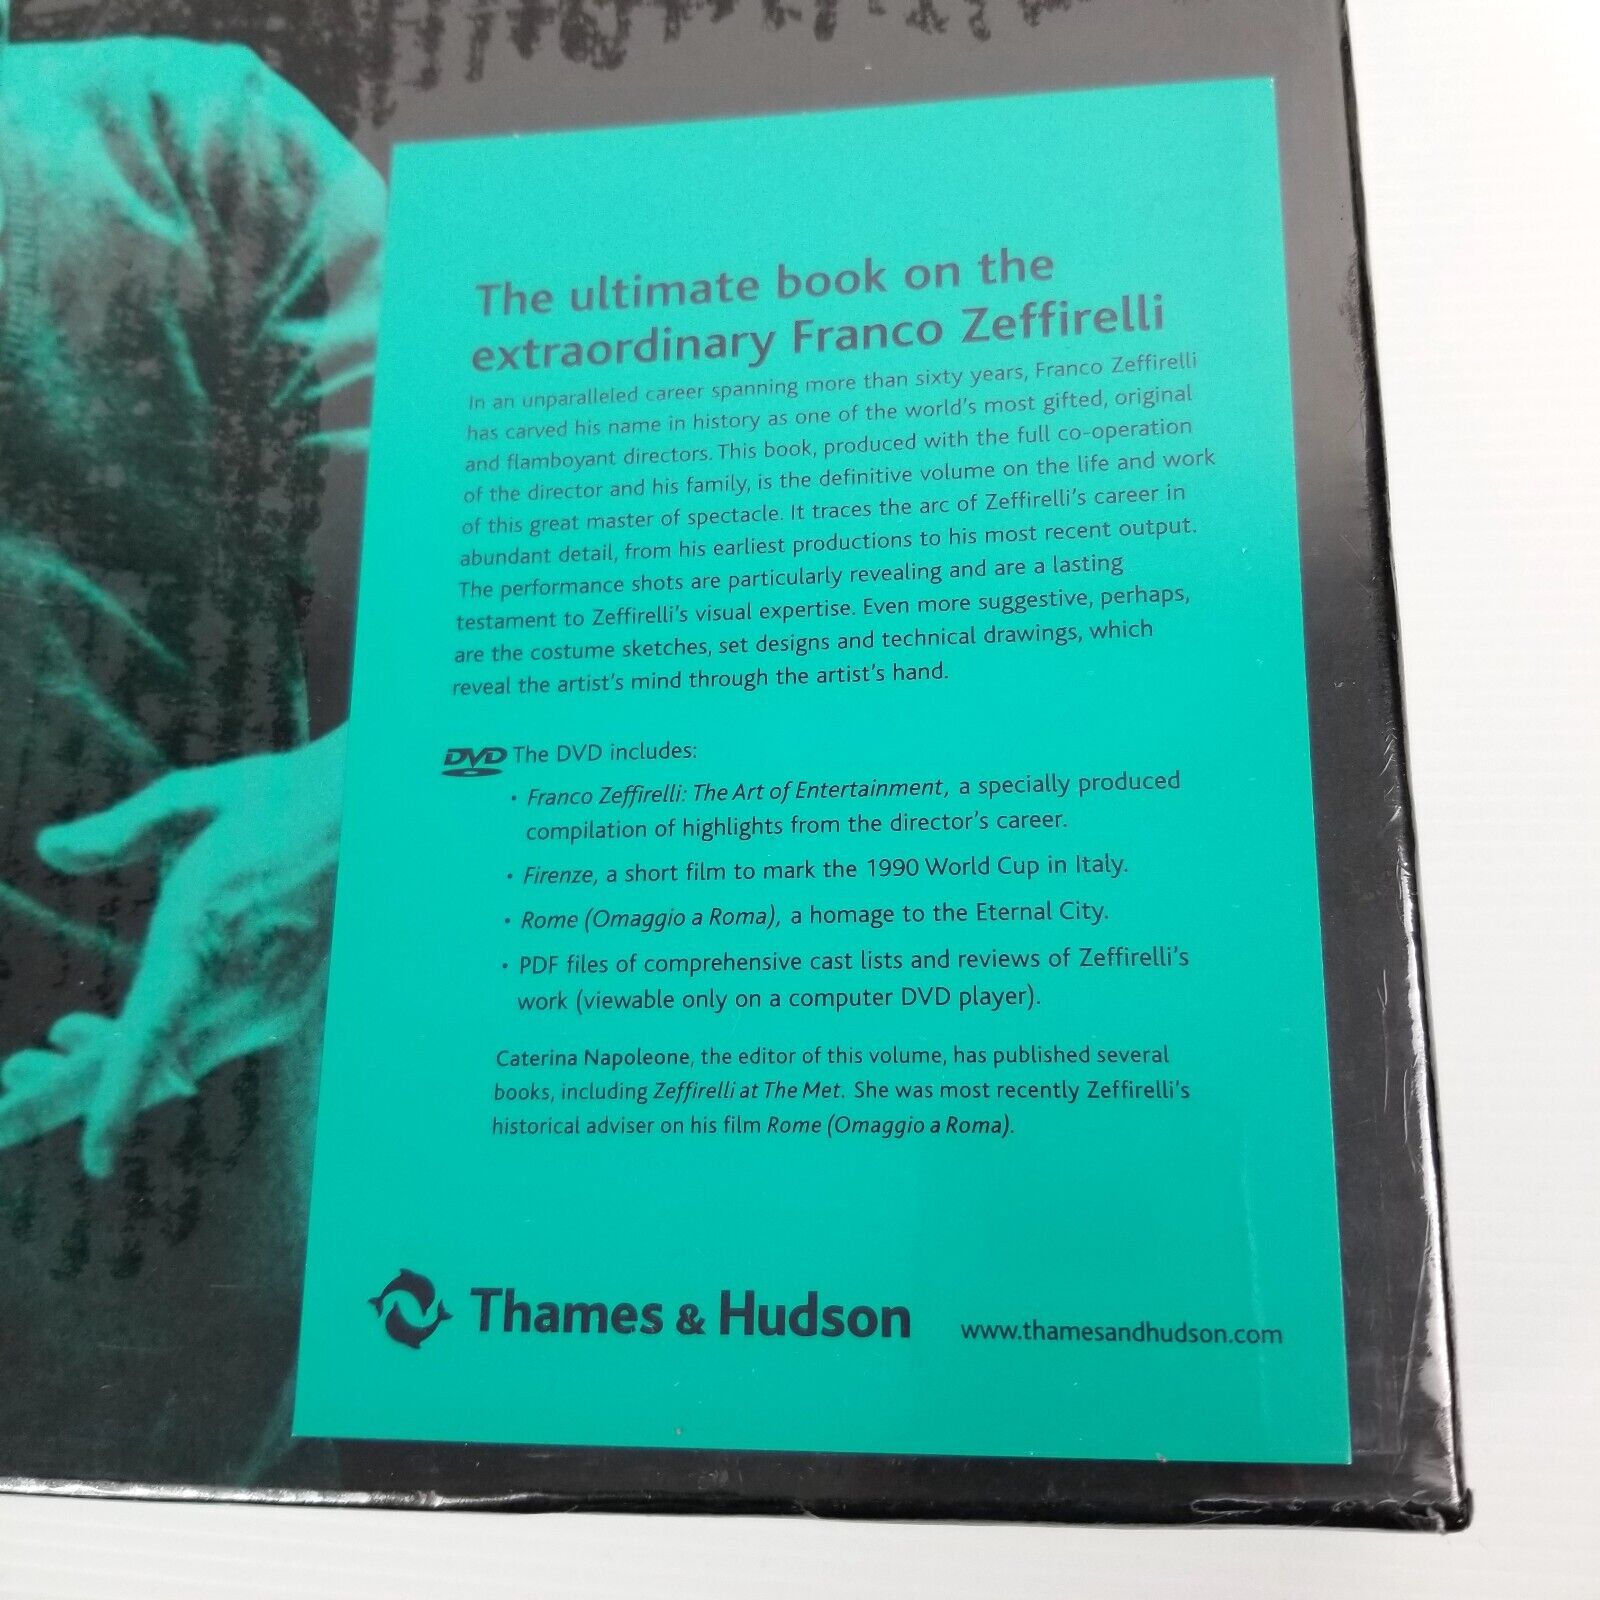 The ultimate book on the
extraordinary Franco Zeffirelli
In an unparalleled career spanning more than sixty years, Franco Zeffirelli
has carved his name in history as one of the world's most gifted, original
and flamboyant directors. This book, produced with the full co-operation
of the director and his family, is the definitive volume on the life and work
of this great master of spectacle. It traces the arc of Zeffirelli's career in
abundant detail, from his earliest productions to his most recent output.
The performance shots are particularly revealing and are a lasting
testament to Zeffirelli's visual expertise. Even more suggestive, perhaps,
are the costume sketches, set designs and technical drawings, which
reveal the artist's mind through the artist's hand.
DVD The DVD includes:
• Franco Zeffirelli: The Art of Entertainment, a specially produced
compilation of highlights from the director's career.
• Firenze, a short film to mark the 1990 World Cup in Italy.
• Rome (Omaggio a Roma), a homage to the Eternal City.
• PDF files of comprehensive cast lists and reviews of Zeffirelli's
work (viewable only on a computer DVD player).
Caterina Napoleone, the editor of this volume, has published several
books, including Zeffirelli at The Met. She was most recently Zeffirelli's
historical adviser on his film Rome (Omaggio a Roma).
Thames & Hudson www.thamesandhudson.com